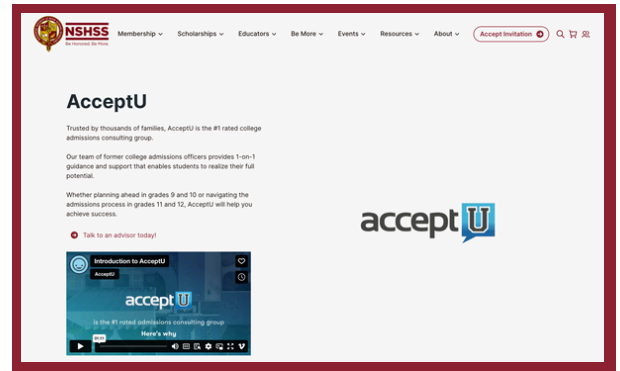 NSHSS
Be Honored. Be More.
Membership Scholarships Educators Be More Events Resources About Accept Invitation
AcceptU
Trusted by thousands of families, AcceptU is the #1 rated college
admissions consulting group.
Our team of former college admissions officers provides 1-on-1
guidance and support that enables students to realize their full
potential.
Whether planning ahead in grades 9 and 10 or navigating the
admissions process in grades 11 and 12, AcceptU will help you
achieve success.
Talk to an advisor today!
accept U
Introduction to AcceptU
AcceptU
accept U
is the #1 rated admissions consulting group
Here's why